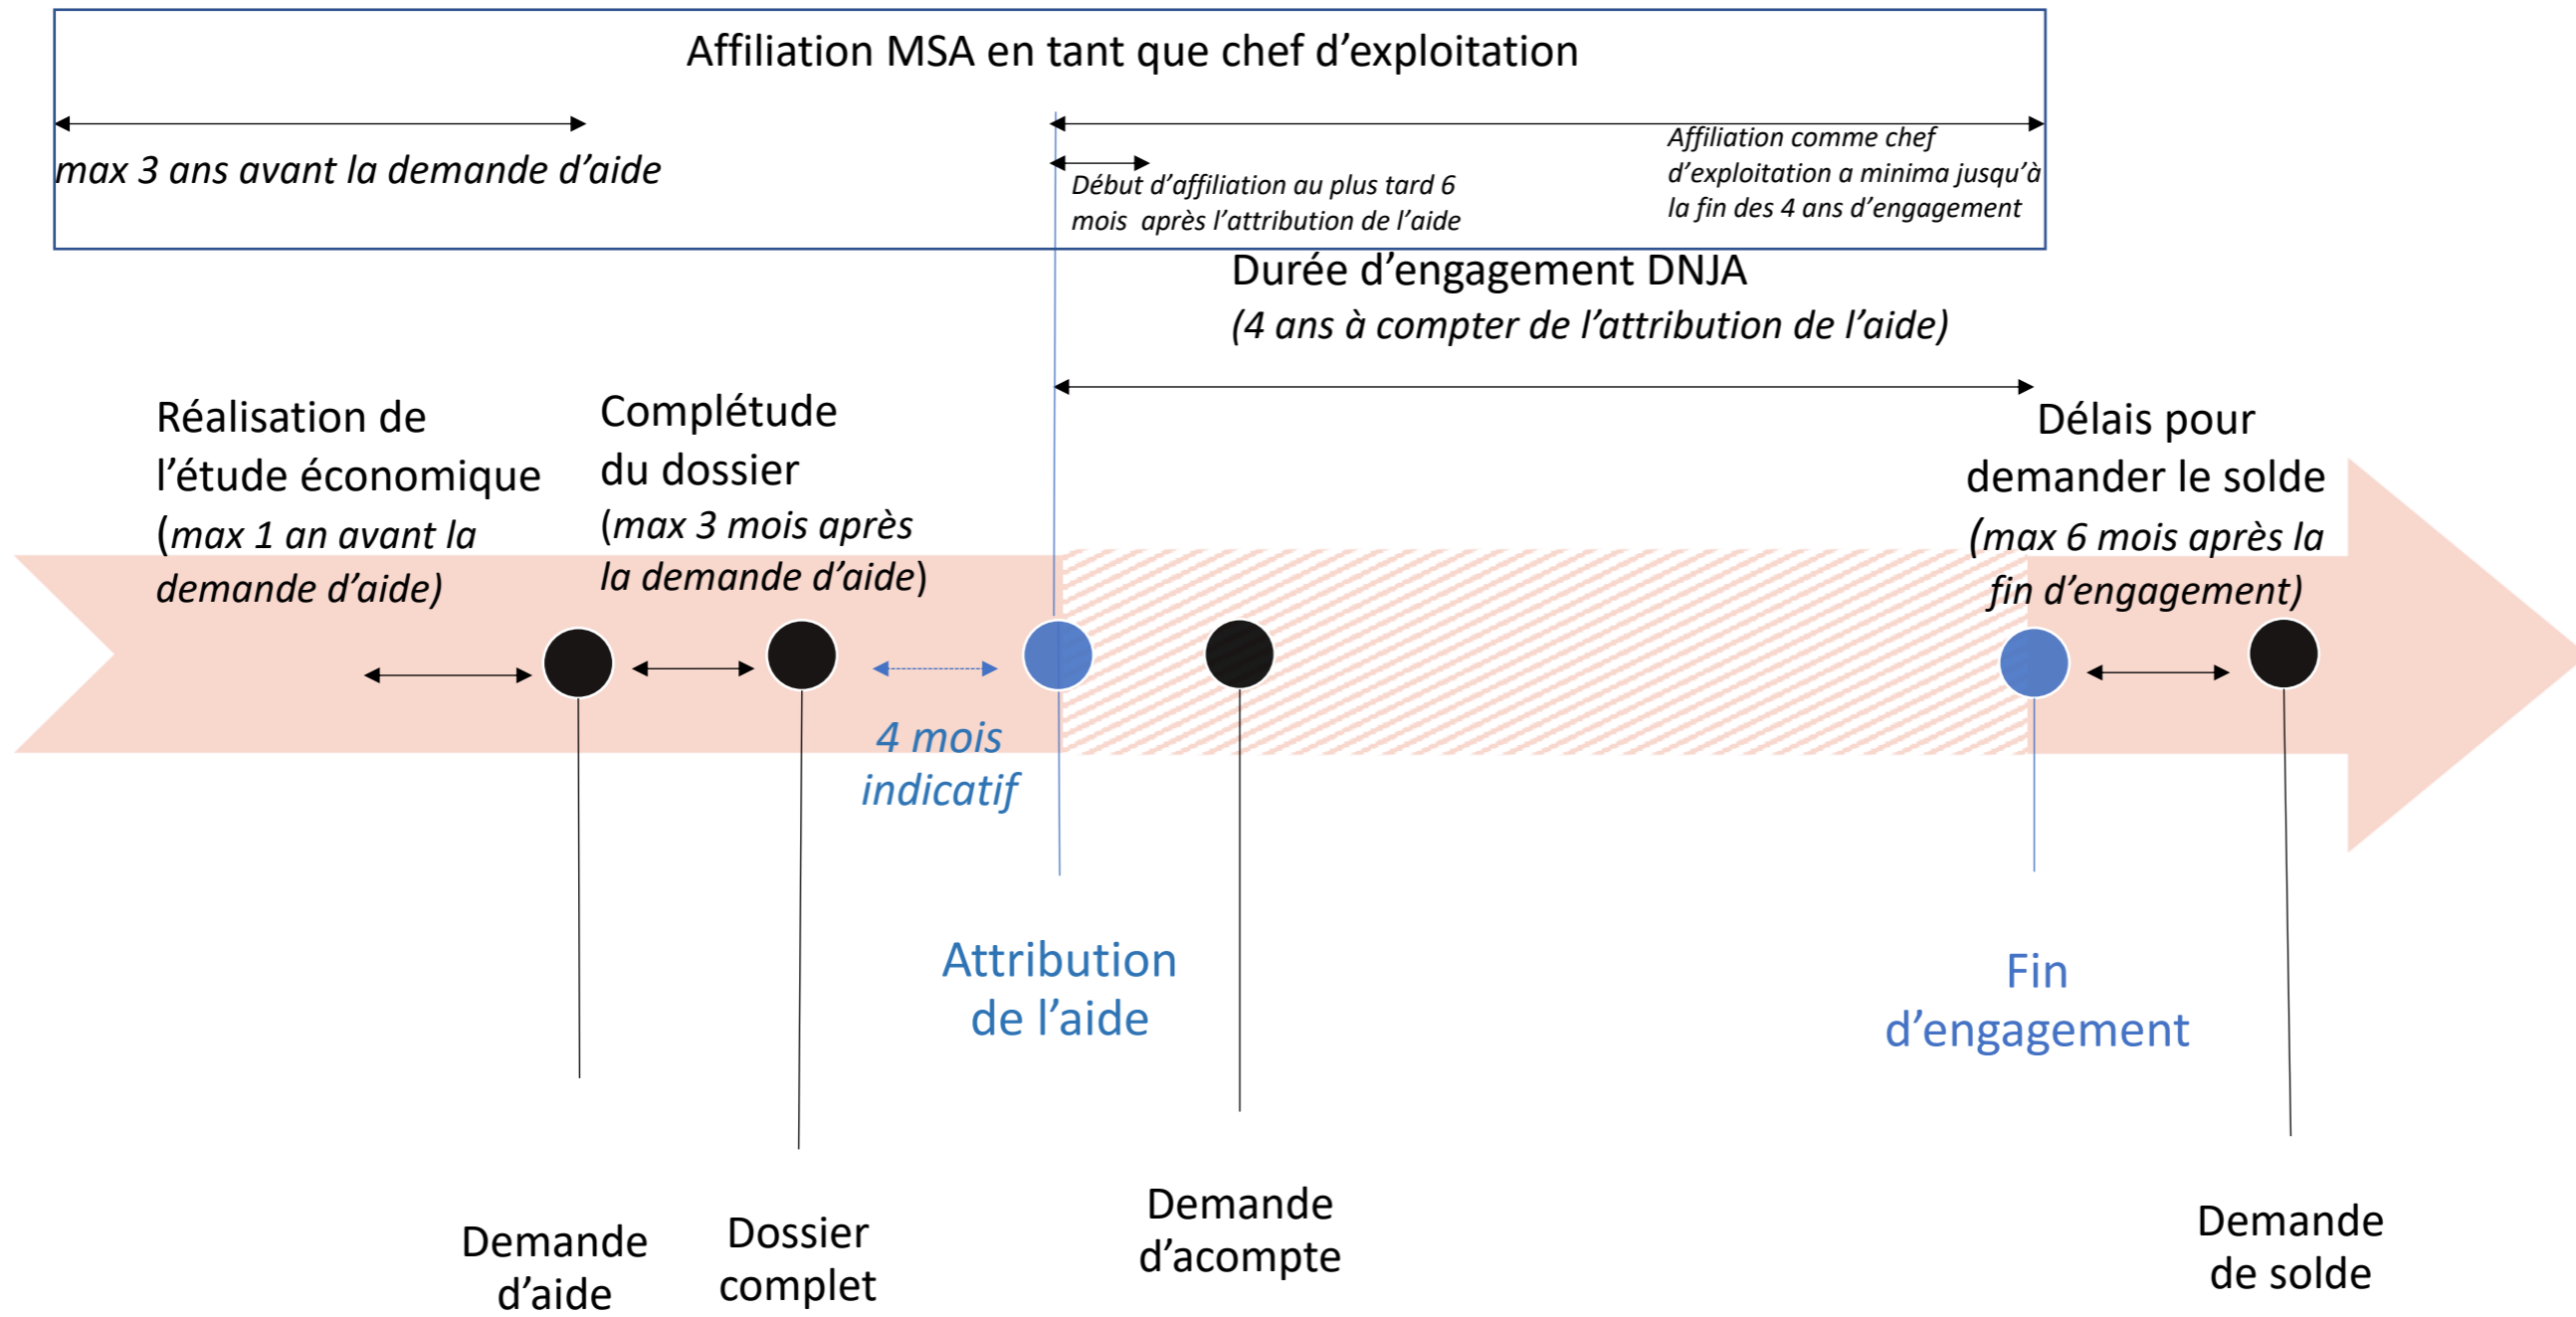 Affiliation MSA en tant que chef d’exploitation
max 3 ans avant la demande d’aide
Début d’affiliation au plus tard 6
mois après l’attribution de l’aide
Affiliation comme chef
d’exploitation a minima jusqu’à
la fin des 4 ans d’engagement
Durée d’engagement DNJA
(4 ans à compter de l’attribution de l’aide)
Réalisation de
l’étude économique
(max 1 an avant la
demande d’aide)
Complétude
du dossier
(max 3 mois après
la demande d’aide)
Délais pour
demander le solde
(max 6 mois après la
fin d’engagement)
4 mois
indicatif
Attribution
de l’aide
Fin
d’engagement
Demande
d’aide
Dossier
complet
Demande
d’acompte
Demande
de solde